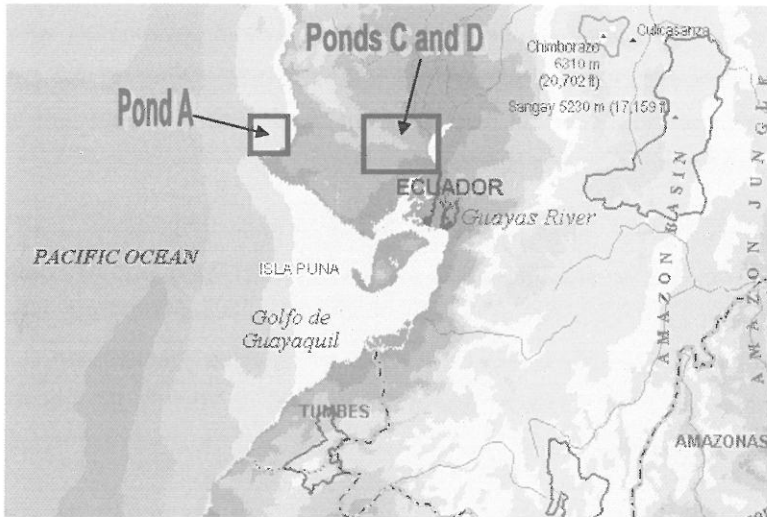 Ponds C and D
Culicasanza
Chimborazo
6310 m
(20,702 ft)
Pond A
Sangay 5230 m (17,159 ft)
ECUADOR
Guayas River
PACIFIC OCEAN
ISLA PUNA
Golfo de
Guayaquil
AMAZON BASIN
AMAZON JUNGLE
TUMBES
AMAZONAS